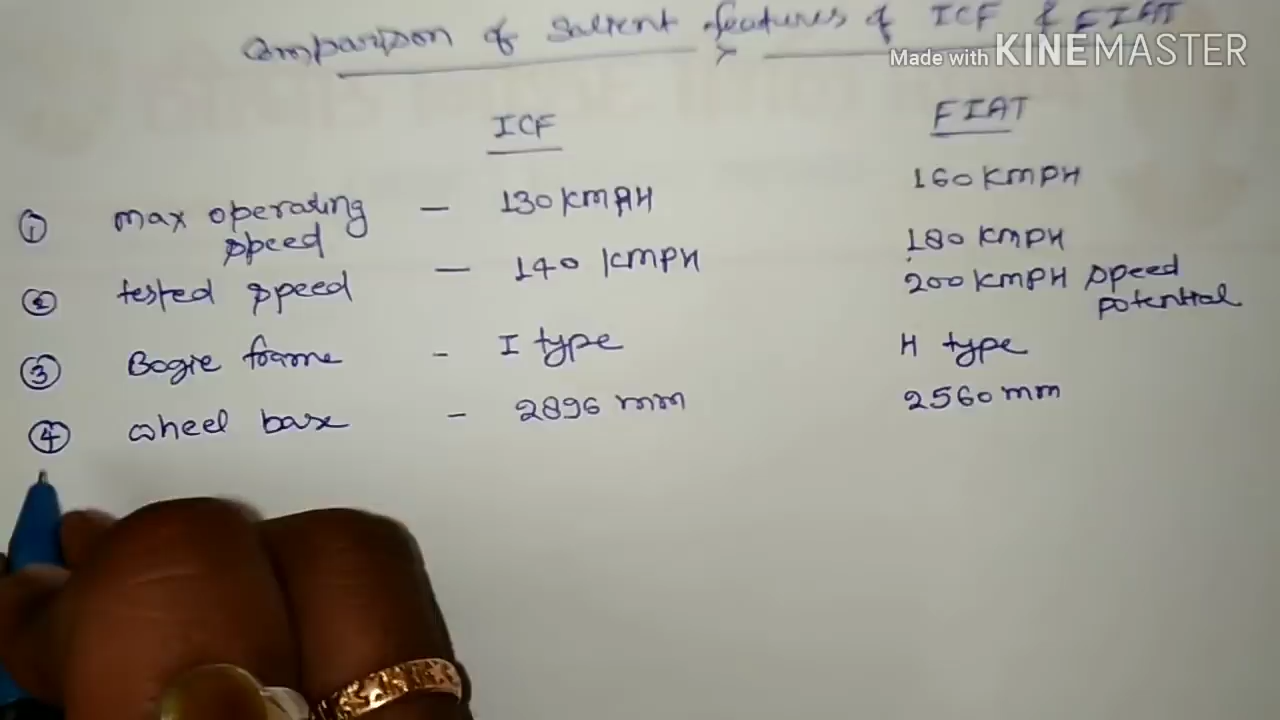 Comparison of Salient features of ICF & FIAT
Made with KINEMASTER
ICF FIAT
① max operating speed - 130 KMPH 160 KMPH
② tested speed - 140 KMPH 180 KMPH
200 KMPH speed potential
③ Bogie frame - I type H type
④ wheel base - 2896 mm 2560 mm